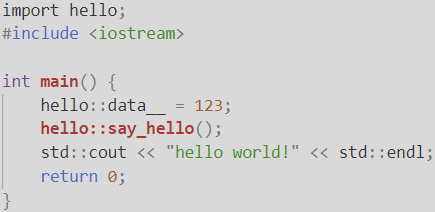 import hello;
#include <iostream>

int main() {
    hello::data__ = 123;
    hello::say_hello();
    std::cout << "hello world!" << std::endl;
    return 0;
}